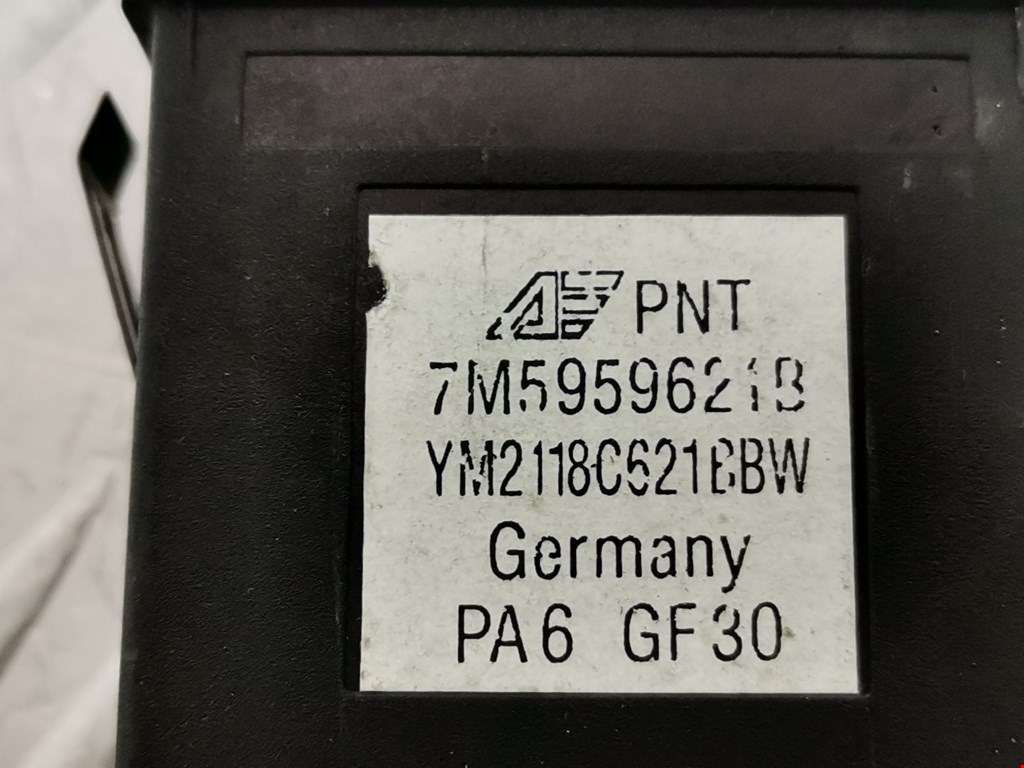 PNT
7M5959621B
YM2118C621BBW
Germany
PA6 GF30